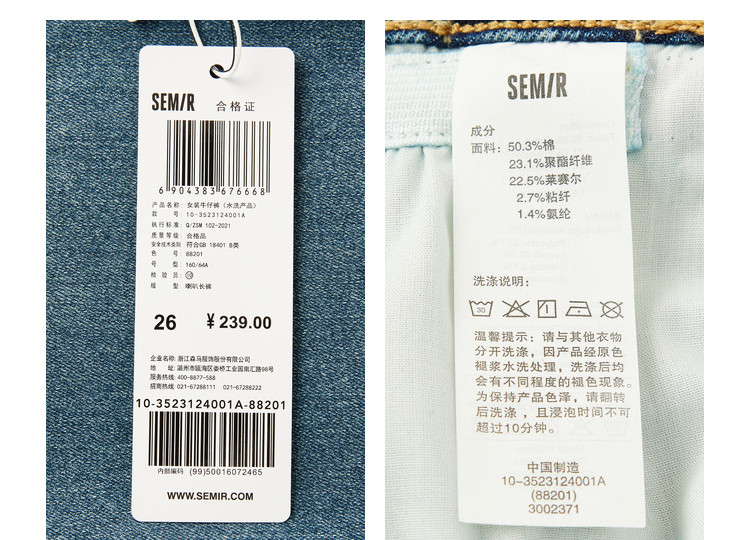 SEMIR 合格证
6 904383 676668
产品名称: 女装牛仔裤 (水洗产品)
款 号: 10-3523124001A
执行标准: Q/ZSM 102-2021
质量等级: 合格品
安全技术类别 符合GB 18401 B类
色 号: 88201
号 型: 160/64A
检 验 员: 
版 型: 喇叭长裤
26 ¥ 239.00
企业名称: 浙江森马服饰股份有限公司
地 址: 温州市瓯海区娄桥工业园南汇路98号
服务热线: 400-8877-588
招商热线: 021-67288111 021-67288222
10-3523124001A-88201
内部编码 (99)50016072465
WWW.SEMIR.COM
SEMIR
成分
面料: 50.3%棉
23.1%聚酯纤维
22.5%莱赛尔
2.7%粘纤
1.4%氨纶
洗涤说明:
30
温馨提示: 请与其他衣物
分开洗涤, 因产品经原色
褪浆水洗处理, 洗涤后均
会有不同程度的褪色现象。
为保持产品色泽, 请翻转
后洗涤, 且浸泡时间不可
超过10分钟。
中国制造
10-3523124001A
(88201)
3002371